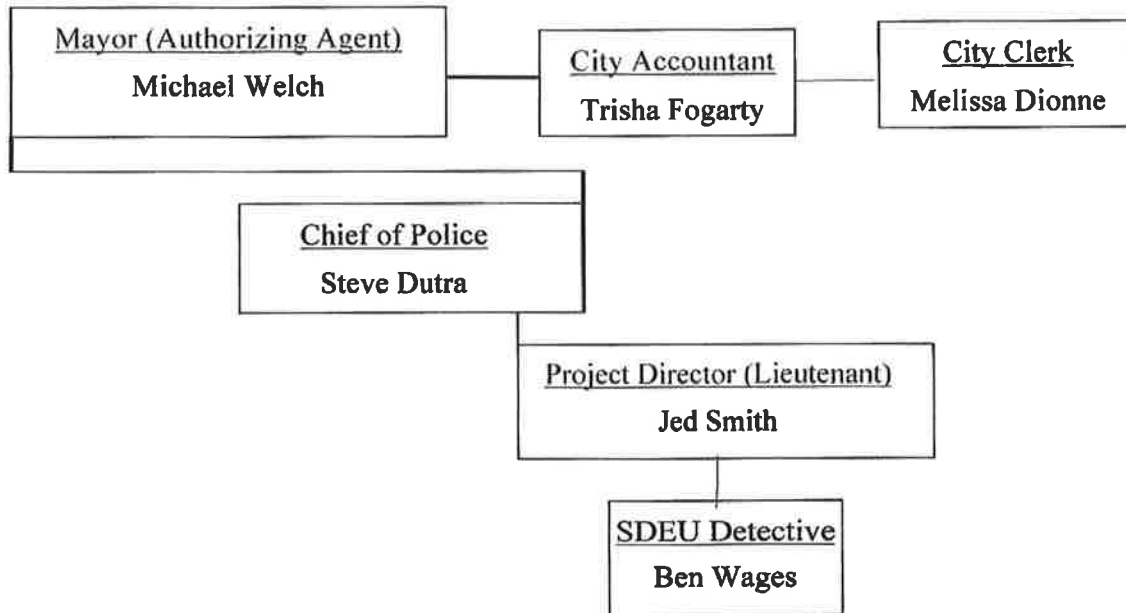 Mayor (Authorizing Agent)
Michael Welch
City Accountant
Trisha Fogarty
City Clerk
Melissa Dionne
Chief of Police
Steve Dutra
Project Director (Lieutenant)
Jed Smith
SDEU Detective
Ben Wages